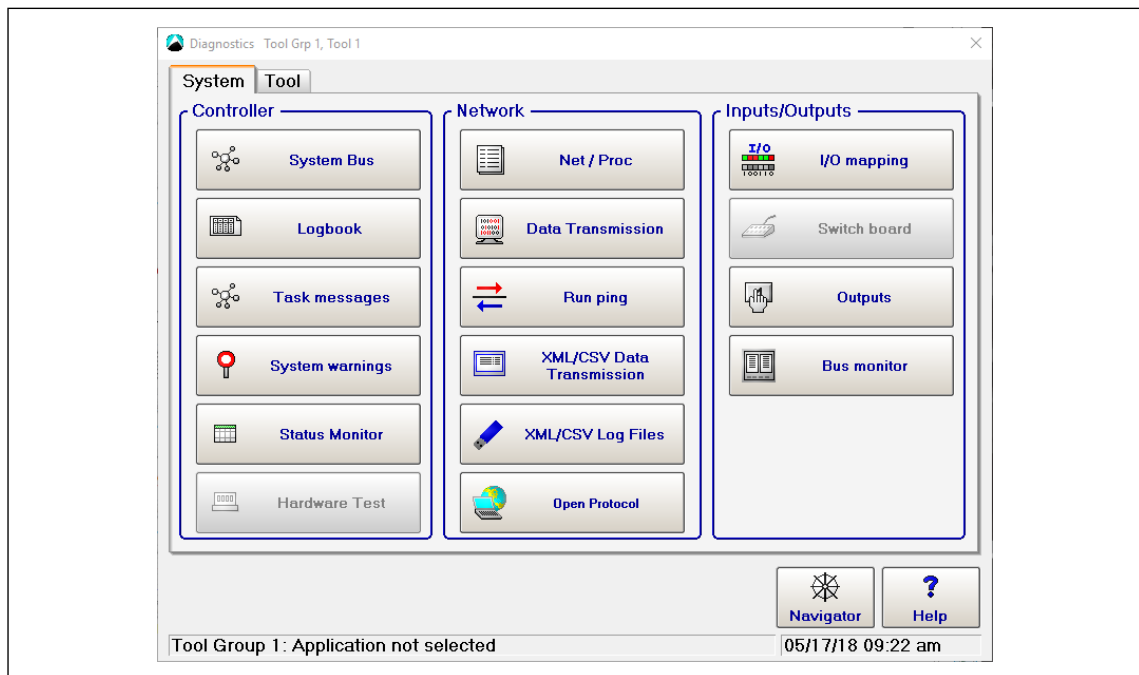 Diagnostics Tool Grp 1, Tool 1
System Tool
Controller
System Bus
Logbook
Task messages
System warnings
Status Monitor
Hardware Test
Network
Net / Proc
Data Transmission
Run ping
XML/CSV Data
Transmission
XML/CSV Log Files
Open Protocol
Inputs/Outputs
I/O
100110
I/O mapping
Switch board
Outputs
Bus monitor
Navigator
?
Help
Tool Group 1: Application not selected
05/17/18 09:22 am